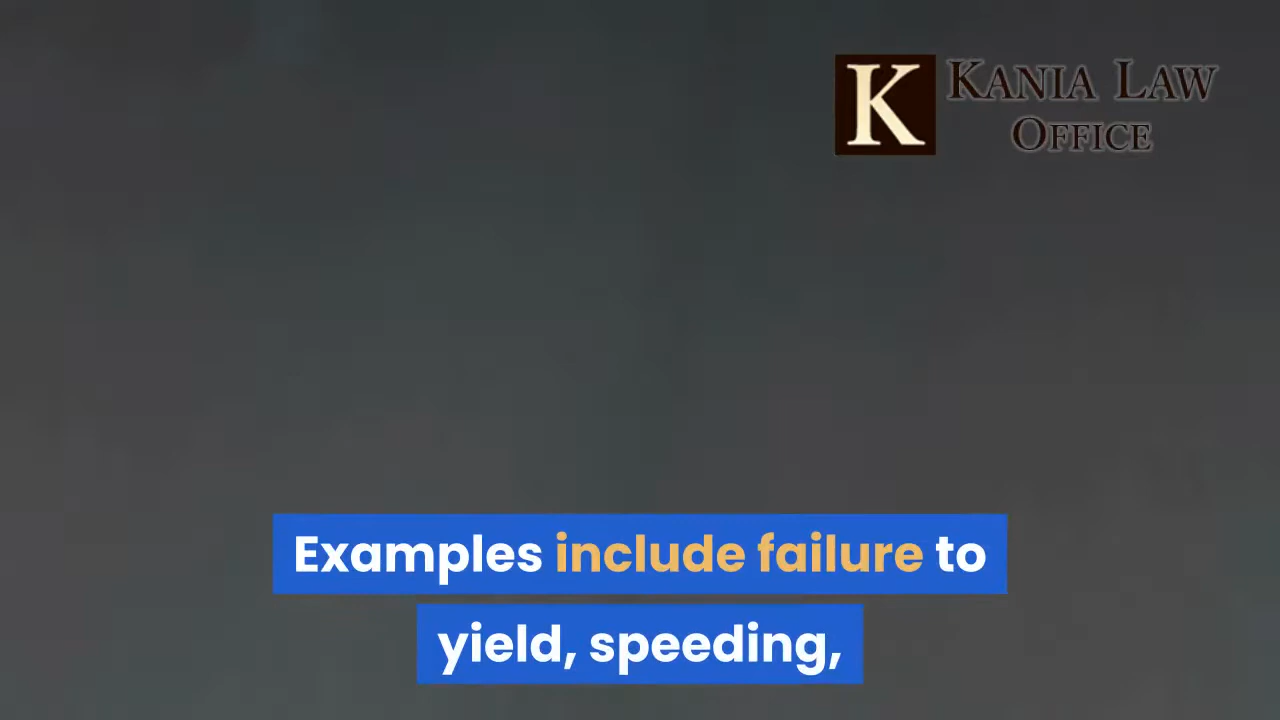 K
KANIA LAW
OFFICE
Examples include failure to
yield, speeding,